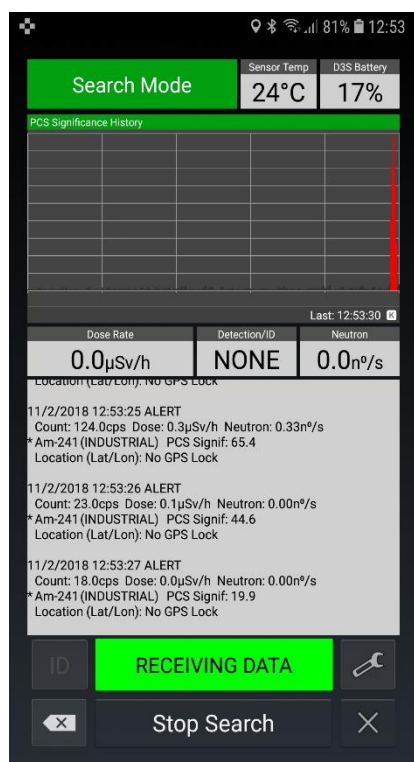 81% 12:53
Search Mode
Sensor Temp
24°C
D3S Battery
17%
PCS Significance History
Last: 12:53:30 K
Dose Rate
0.0µSv/h
Detection/ID
NONE
Neutron
0.0nº/s
Location (Lat/Lon): No GPS Lock
11/2/2018 12:53:25 ALERT
Count: 124.0cps Dose: 0.3µSv/h Neutron: 0.33nº/s
*Am-241 (INDUSTRIAL) PCS Signif: 65.4
Location (Lat/Lon): No GPS Lock
11/2/2018 12:53:26 ALERT
Count: 23.0cps Dose: 0.1µSv/h Neutron: 0.00nº/s
*Am-241 (INDUSTRIAL) PCS Signif: 44.6
Location (Lat/Lon): No GPS Lock
11/2/2018 12:53:27 ALERT
Count: 18.0cps Dose: 0.0µSv/h Neutron: 0.00nº/s
*Am-241 (INDUSTRIAL) PCS Signif: 19.9
Location (Lat/Lon): No GPS Lock
ID
RECEIVING DATA
Stop Search